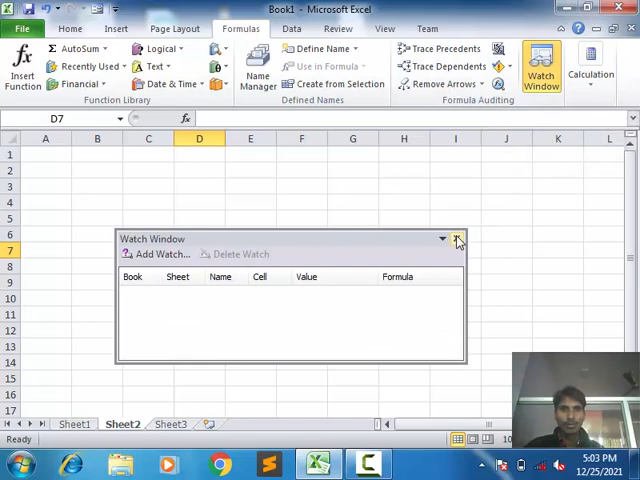 Book1 - Microsoft Excel
File Home Insert Page Layout Formulas Data Review View
fx Insert Function
Σ AutoSum
Recently Used
Financial
Logical
Text
Date & Time
Function Library
Name Manager
Define Name
Use in Formula
Create from Selection
Defined Names
Trace Precedents
Trace Dependents
Remove Arrows
Formula Auditing
Watch Window
Calculation
D7 fx
A B C D E F G H I J K L
1
2
3
4
5
6
7
8
9
10
11
12
13
14
15
16
17
Watch Window
Add Watch... Delete Watch
Book Sheet Name Cell Value Formula
Sheet1 Sheet2 Sheet3
Ready 10
5:03 PM
12/25/2021